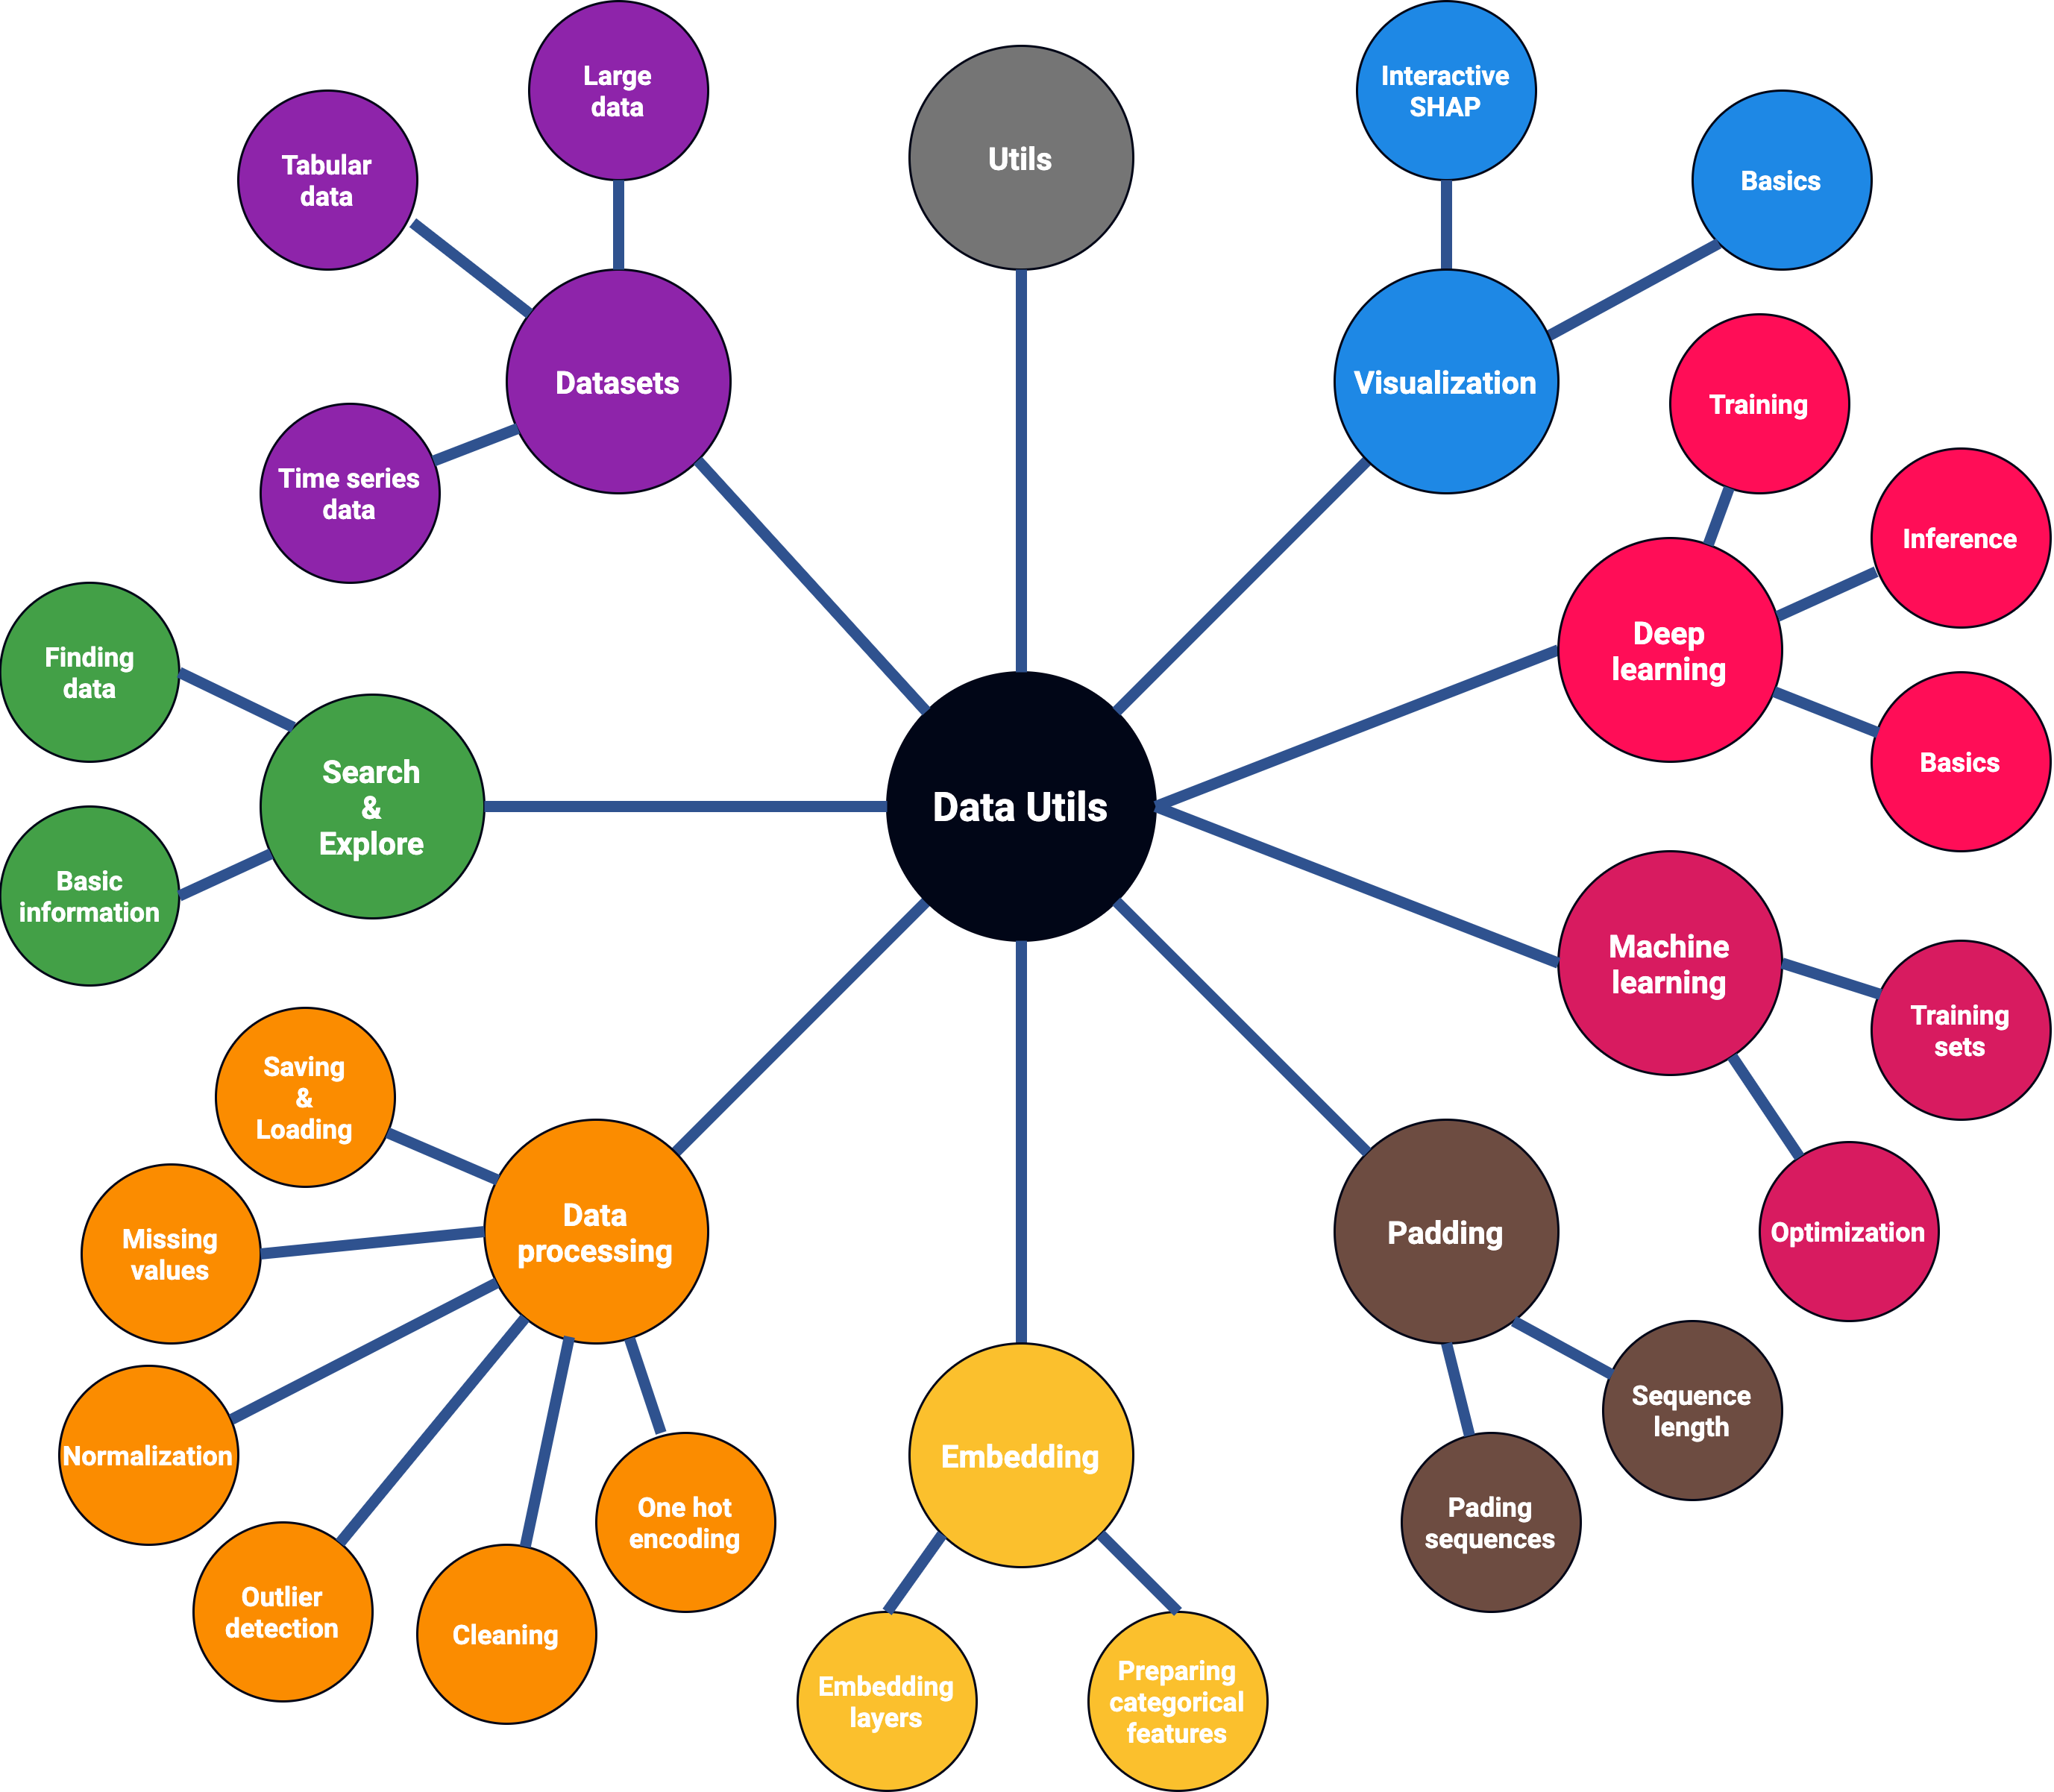 Large
data
Interactive
SHAP
Utils
Tabular
data
Basics
Datasets
Visualization
Training
Time series
data
Inference
Deep
learning
Finding
data
Basics
Search
&
Explore
Data Utils
Basic
information
Machine
learning
Training
sets
Saving
&
Loading
Missing
values
Data
processing
Padding
Optimization
Sequence
length
Normalization
Embedding
One hot
encoding
Pading
sequences
Outlier
detection
Cleaning
Embedding
layers
Preparing
categorical
features